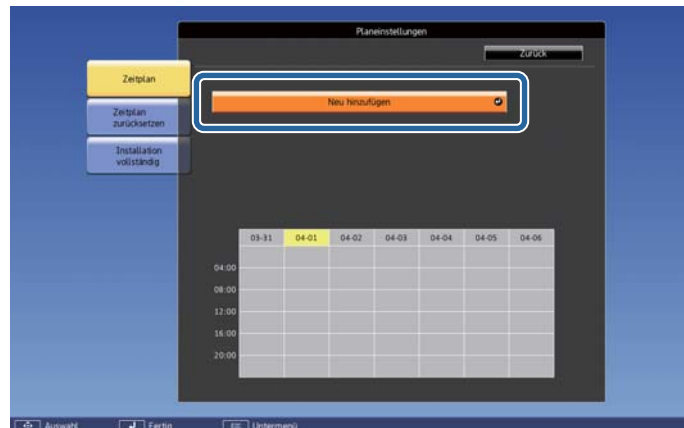 Planeinstellungen
Zurück
Zeitplan
Neu hinzufügen
Zeitplan
zurücksetzen
Installation
vollständig
03-31 04-01 04-02 04-03 04-04 04-05 04-06
04:00
08:00
12:00
16:00
20:00
Auswahl Fertig Untermenü